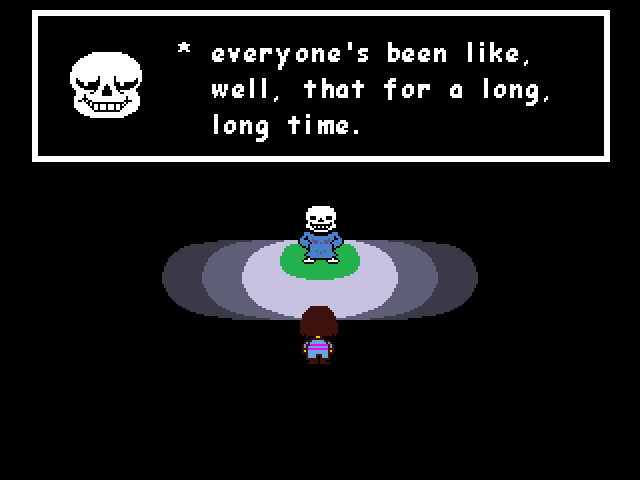 * everyone's been like,
well, that for a long,
long time.